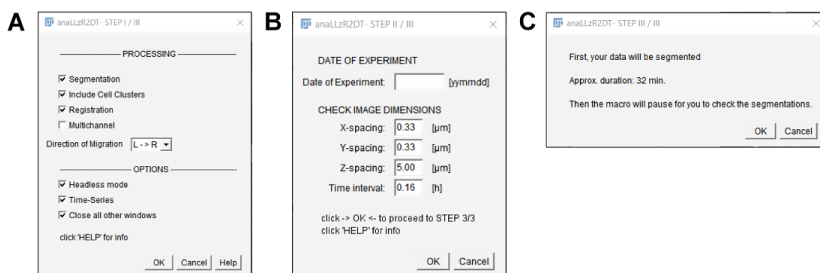 A
anaLLzR2DT- STEP I / III
PROCESSING
Segmentation
Include Cell Clusters
Registration
Multichannel
Direction of Migration L - > R
OPTIONS
Headless mode
Time-Series
Close all other windows
click 'HELP' for info
OK Cancel Help
B
anaLLzR2DT- STEP II / III
DATE OF EXPERIMENT
Date of Experiment: [yymmdd]
CHECK IMAGE DIMENSIONS
X-spacing: 0.33 [µm]
Y-spacing: 0.33 [µm]
Z-spacing: 5.00 [µm]
Time interval: 0.16 [h]
click -> OK <- to proceed to STEP 3/3
click 'HELP' for info
OK Cancel
C
anaLLzR2DT- STEP III / III
First, your data will be segmented
Approx. duration: 32 min.
Then the macro will pause for you to check the segmentations.
OK Cancel